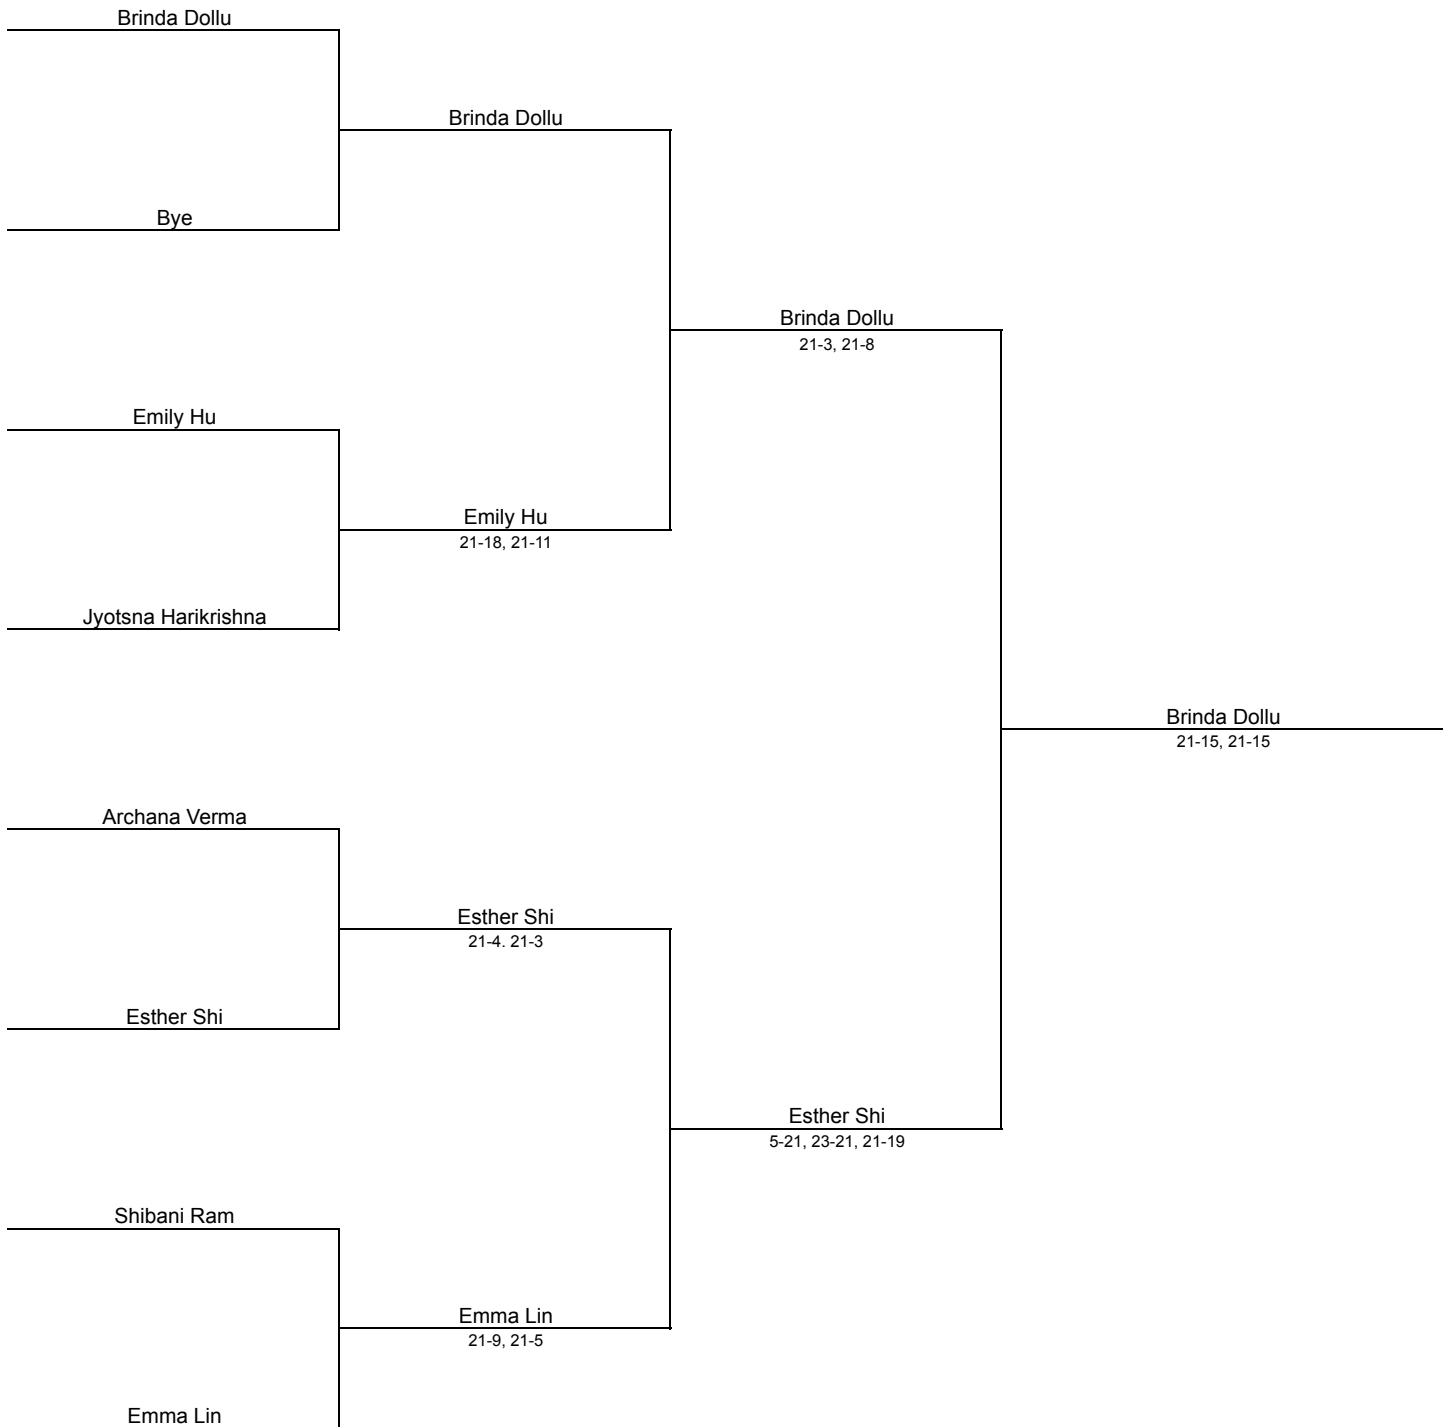 Brinda Dollu
Brinda Dollu
Bye
Brinda Dollu
21-3, 21-8
Emily Hu
Emily Hu
21-18, 21-11
Jyotsna Harikrishna
Brinda Dollu
21-15, 21-15
Archana Verma
Esther Shi
21-4. 21-3
Esther Shi
Esther Shi
5-21, 23-21, 21-19
Shibani Ram
Emma Lin
21-9, 21-5
Emma Lin